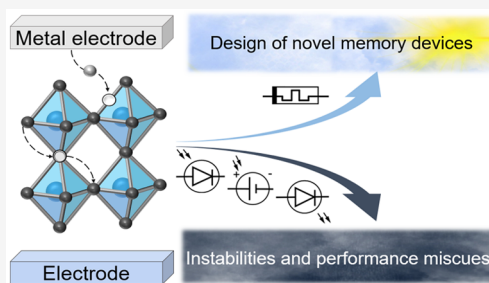 Metal electrode
Design of novel memory devices
+ -
Instabilities and performance miscues
Electrode